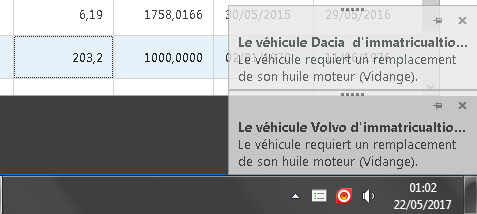 6,19 1758,0166 30/05/2015 29/05/2016
Le véhicule Dacia d'immatricualtio...
203,2 1000,0000
Le véhicule requiert un remplacement
de son huile moteur (Vidange).
Le véhicule Volvo d'immatricualtio...
Le véhicule requiert un remplacement
de son huile moteur (Vidange).
01:02
22/05/2017